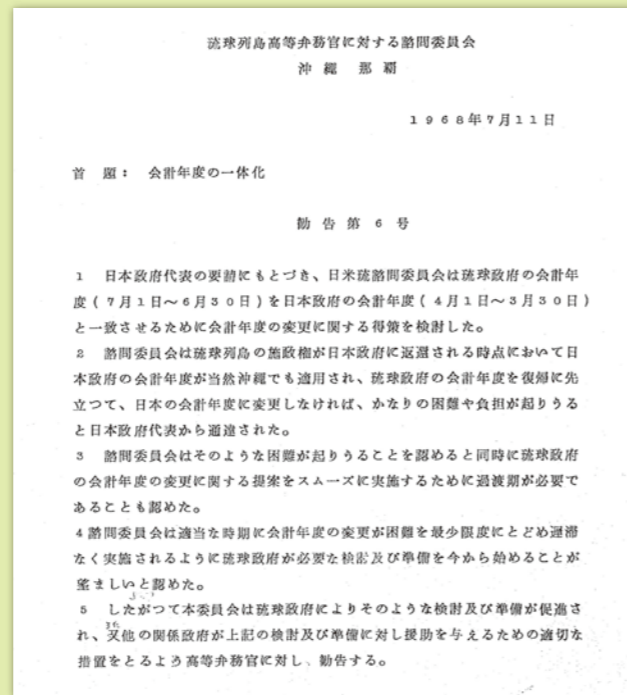 琉球列島高等弁務官に対する諮問委員会
沖縄 那覇
1968年7月11日
首 題： 会計年度の一体化
勧告第6号
1 日本政府代表の要請にもとづき、日米琉諮問委員会は琉球政府の会計年
度(7月1日～6月30日)を日本政府の会計年度(4月1日～3月30日)
と一致させるために会計年度の変更に関する得策を検討した。
2 諮問委員会は琉球列島の施政権が日本政府に返還される時点において日
本政府の会計年度が当然沖縄でも適用され、琉球政府の会計年度を復帰に先
立つて、日本の会計年度に変更しなければ、かなりの困難や負担が起りうる
と日本政府代表から通達された。
3 諮問委員会はそのような困難が起りうることを認めると同時に琉球政府
の会計年度の変更に関する提案をスムーズに実施するために過渡期が必要で
あることも認めた。
4諮問委員会は適当な時期に会計年度の変更が困難を最少限度にとどめ遅滞
なく実施されるように琉球政府が必要な検討及び準備を今から始めることが
望ましいと認めた。
5 したがつて本委員会は琉球政府によりそのような検討及び準備が促進さ
れ、又他の関係政府が上記の検討及び準備に対し援助を与えるための適切な
措置をとるよう高等弁務官に対し、勧告する。